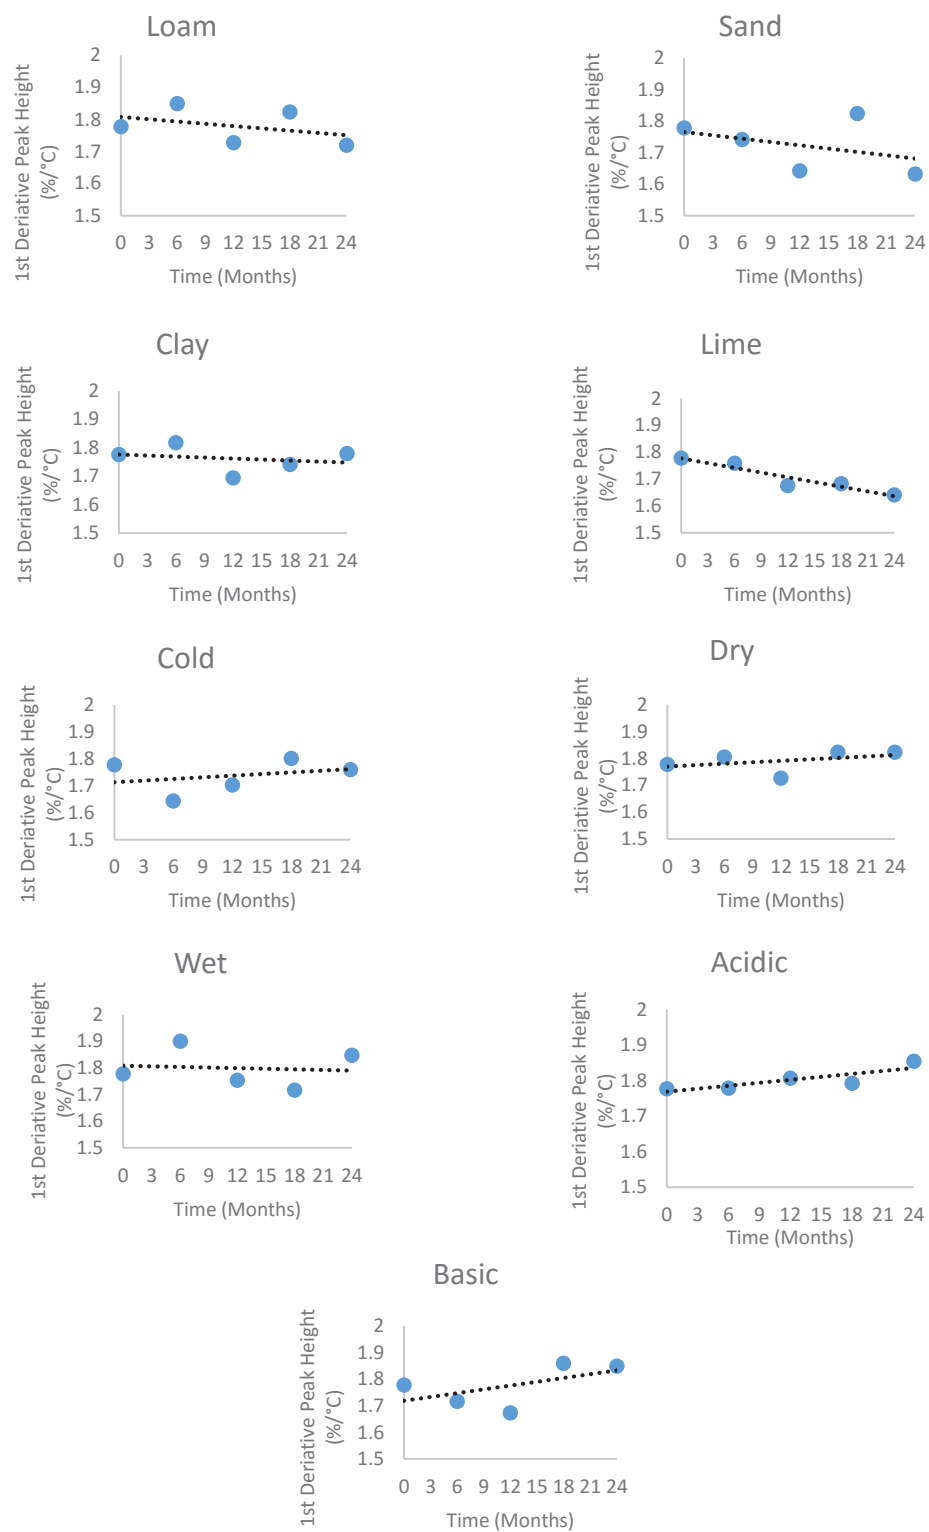 Loam
1st Deriative Peak Height
(%/°C)
2
1.9
1.8
1.7
1.6
1.5
0 3 6 9 12 15 18 21 24
Time (Months)
Sand
1st Deriative Peak Height
(%/°C)
2
1.9
1.8
1.7
1.6
1.5
0 3 6 9 12 15 18 21 24
Time (Months)
Clay
1st Deriative Peak Height
(%/°C)
2
1.9
1.8
1.7
1.6
1.5
0 3 6 9 12 15 18 21 24
Time (Months)
Lime
1st Deriative Peak Height
(%/°C)
2
1.9
1.8
1.7
1.6
1.5
0 3 6 9 12 15 18 21 24
Time (Months)
Cold
1st Deriative Peak Height
(%/°C)
2
1.9
1.8
1.7
1.6
1.5
0 3 6 9 12 15 18 21 24
Time (Months)
Dry
1st Deriative Peak Height
(%/°C)
2
1.9
1.8
1.7
1.6
1.5
0 3 6 9 12 15 18 21 24
Time (Months)
Wet
1st Deriative Peak Height
(%/°C)
2
1.9
1.8
1.7
1.6
1.5
0 3 6 9 12 15 18 21 24
Time (Months)
Acidic
1st Deriative Peak Height
(%/°C)
2
1.9
1.8
1.7
1.6
1.5
0 3 6 9 12 15 18 21 24
Time (Months)
Basic
1st Deriative Peak Height
(%/°C)
2
1.9
1.8
1.7
1.6
1.5
0 3 6 9 12 15 18 21 24
Time (Months)